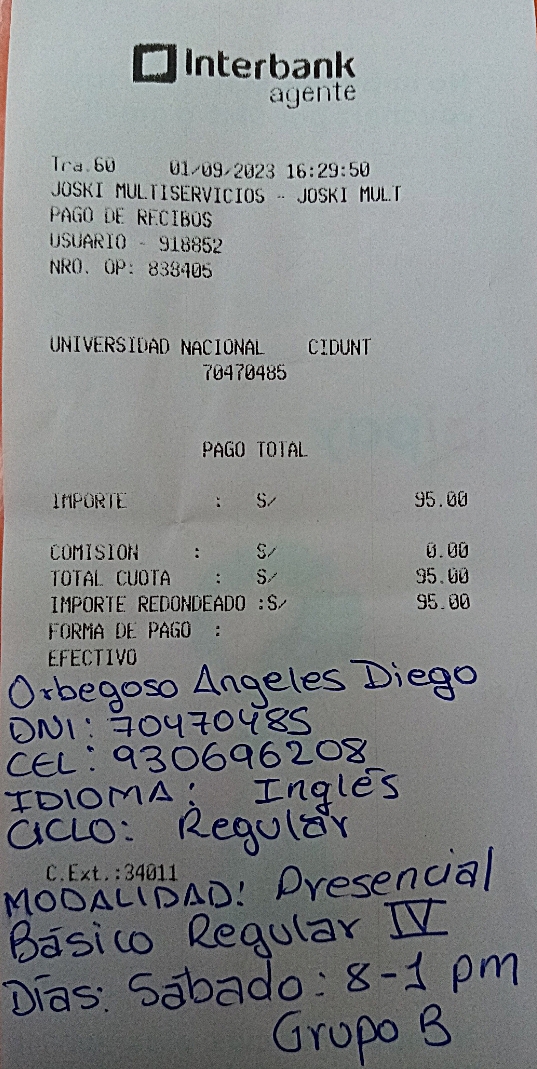 Interbank
agente
Tra.60 01/09/2023 16:29:50
JOSKI MULTISERVICIOS - JOSKI MULT
PAGO DE RECIBOS
USUARIO - 918852
NRO. OP: 838405
UNIVERSIDAD NACIONAL CIDUNT
70470485
PAGO TOTAL
IMPORTE : S/ 95.00
COMISION : S/ 0.00
TOTAL CUOTA : S/ 95.00
IMPORTE REDONDEADO :S/ 95.00
FORMA DE PAGO :
EFECTIVO
Orbegoso Angeles Diego
DNI: 70470485
CEL: 930696208
IDIOMA: Inglés
CICLO: Regular
C.Ext.:34011
MODALIDAD: Presencial
Básico Regular IV
Días: Sábado: 8-1 pm
Grupo B